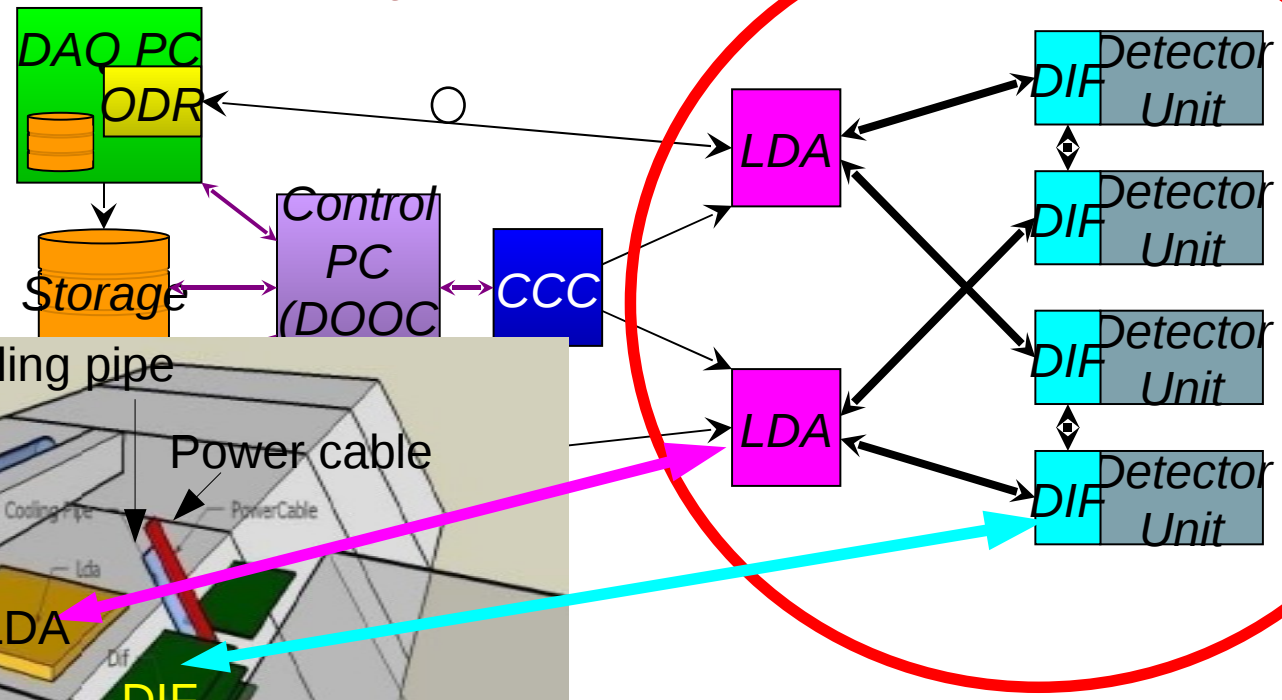 DAQ PC
ODR
Storage
Control
PC
(DOOC
CCC
LDA
LDA
DIF
Detector
Unit
DIF
Detector
Unit
DIF
Detector
Unit
DIF
Detector
Unit
ling pipe
Power cable
Cooling Pipe
PowerCable
Lda
LDA
Dif
DIF